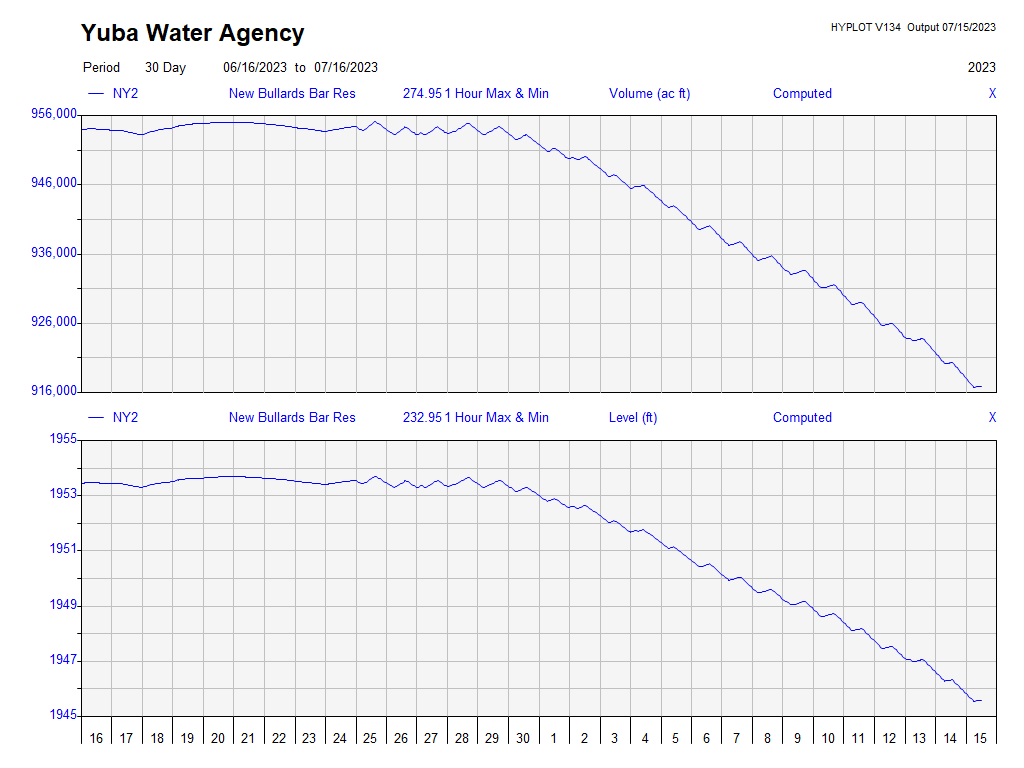 Yuba Water Agency
HYPLOT V134 Output 07/15/2023
Period 30 Day 06/16/2023 to 07/16/2023 2023
NY2 New Bullards Bar Res 274.95 1 Hour Max & Min Volume (ac ft) Computed X
956,000
946,000
936,000
926,000
916,000
NY2 New Bullards Bar Res 232.95 1 Hour Max & Min Level (ft) Computed X
1955
1953
1951
1949
1947
1945
16 17 18 19 20 21 22 23 24 25 26 27 28 29 30 1 2 3 4 5 6 7 8 9 10 11 12 13 14 15